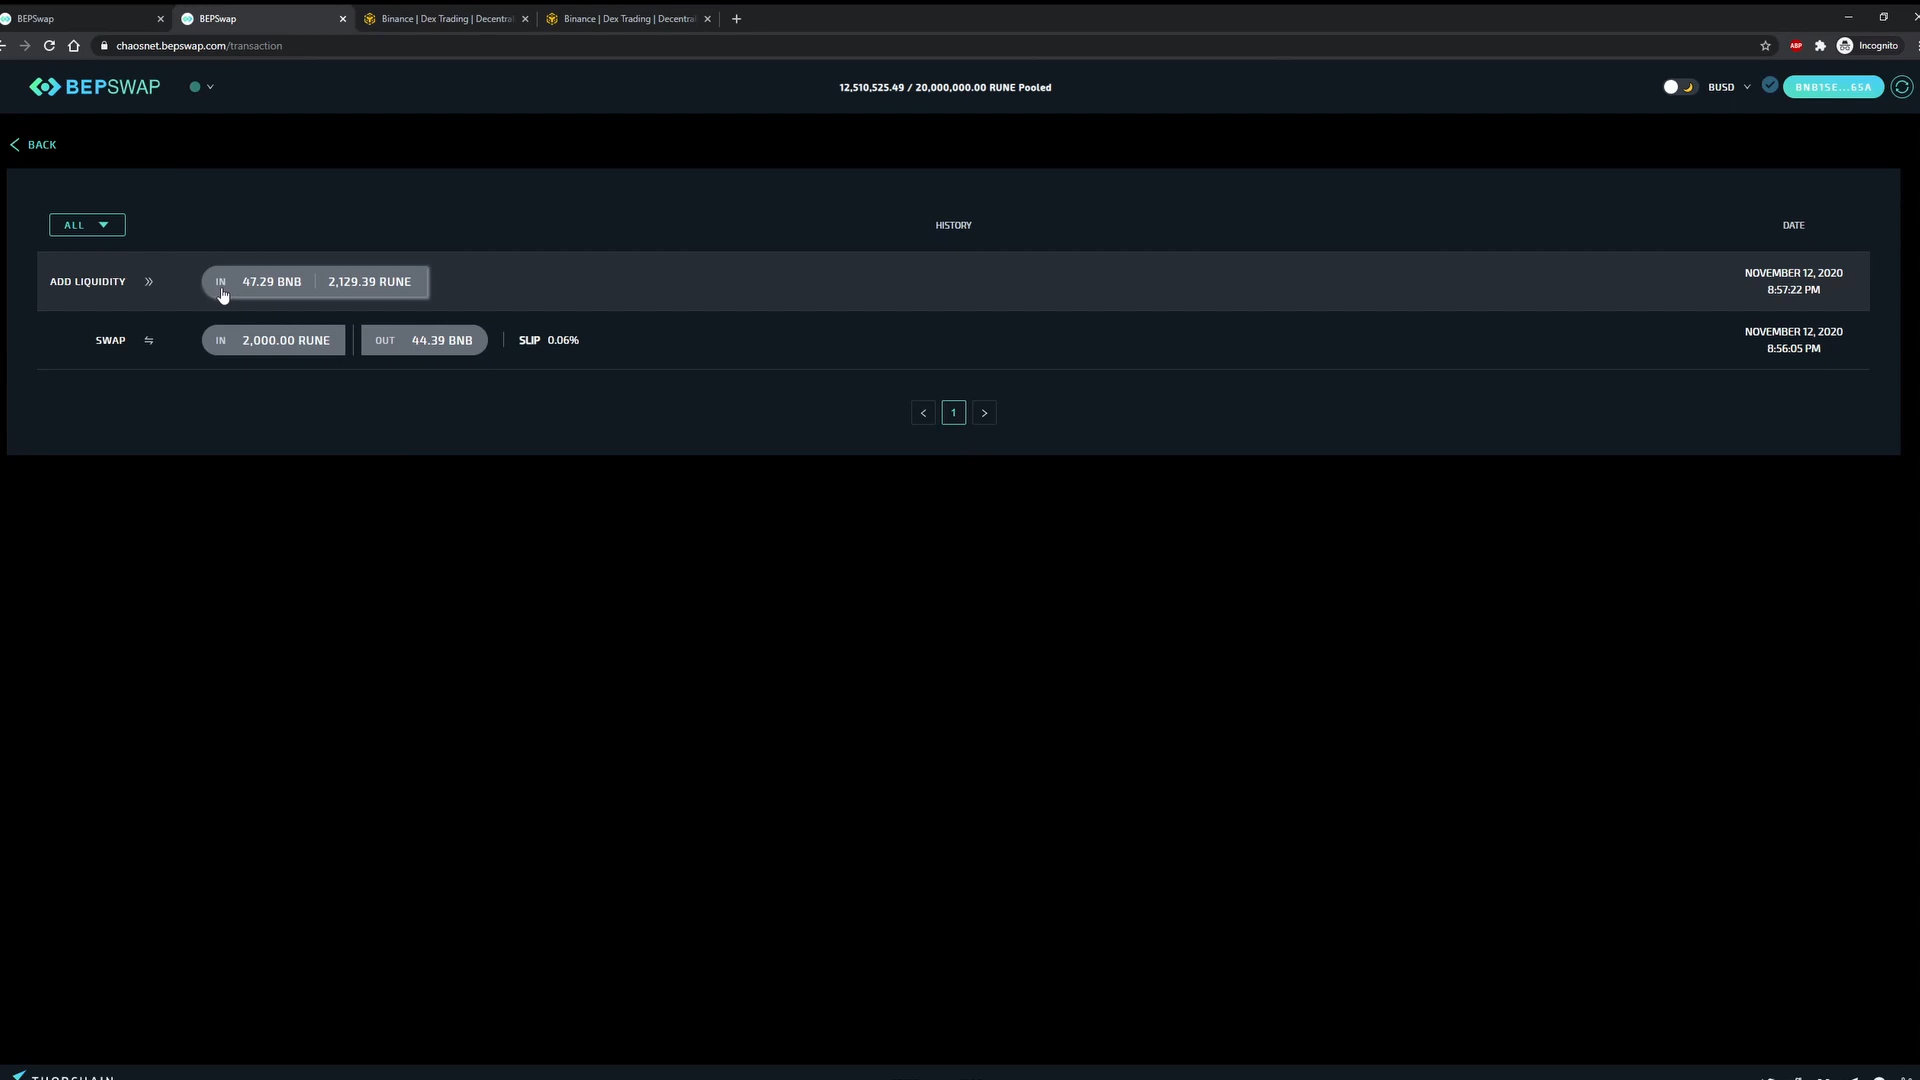 BEPSwap
BEPSwap
Binance | Dex Trading | Decentral
Binance | Dex Trading | Decentral
chaosnet.bepswap.com/transaction
ABP
Incognito
BEPSWAP
12,510,525.49 / 20,000,000.00 RUNE Pooled
BUSD
BNB1SE...65A
BACK
ALL
HISTORY
DATE
ADD LIQUIDITY
IN 47.29 BNB 2,129.39 RUNE
NOVEMBER 12, 2020
8:57:22 PM
SWAP
IN 2,000.00 RUNE OUT 44.39 BNB SLIP 0.06%
NOVEMBER 12, 2020
8:56:05 PM
< 1 >
THORCHAIN